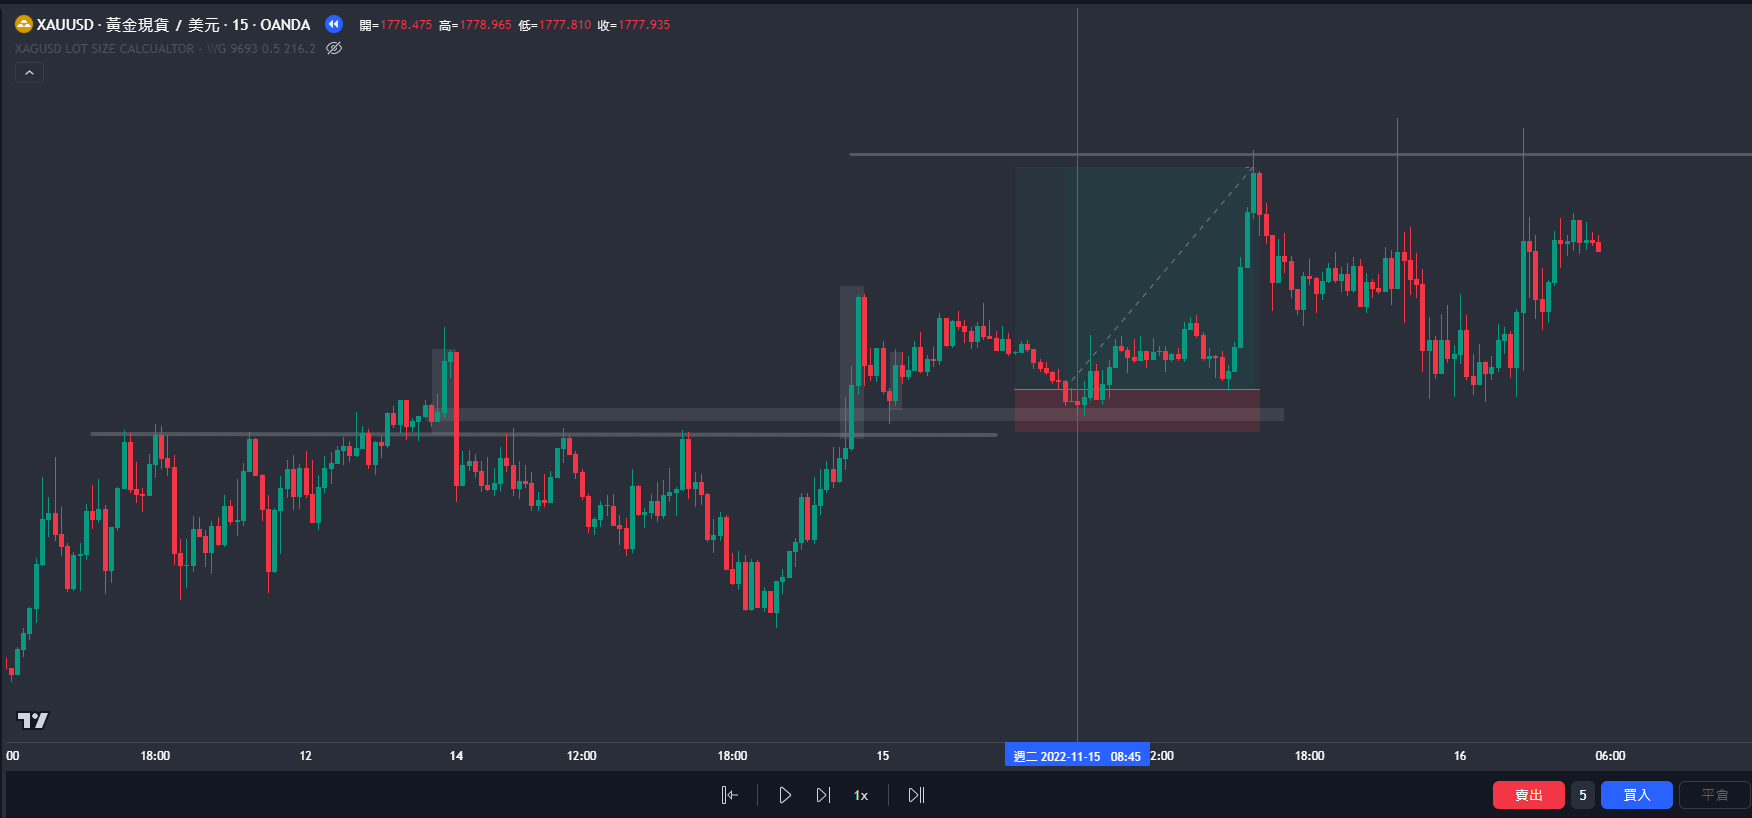 XAUUSD · 黃金現貨 / 美元 · 15 · OANDA 開=1778.475 高=1778.965 低=1777.810 收=1777.935
XAGUSD LOT SIZE CALCUALTOR - WG 9693 0.5 216.2
00 18:00 12 14 12:00 18:00 15 週二 2022-11-15 08:45 2:00 18:00 16 06:00
1x 賣出 5 買入 平倉